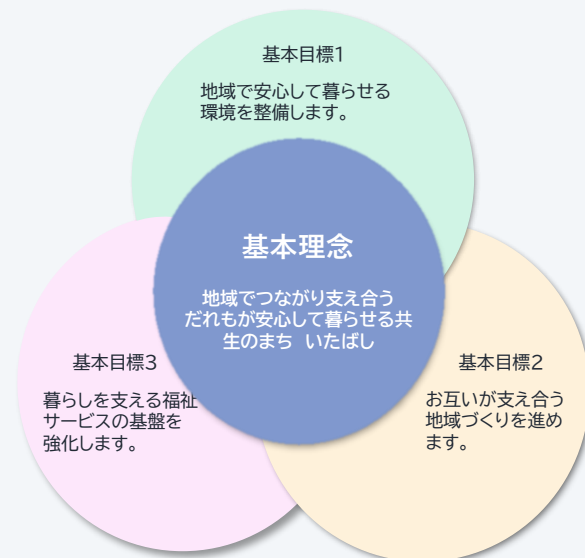 基本目標1
地域で安心して暮らせる
環境を整備します。
基本理念
地域でつながり支え合う
だれもが安心して暮らせる共
生のまち いたばし
基本目標3
暮らしを支える福祉
サービスの基盤を
強化します。
基本目標2
お互いが支え合う
地域づくりを進め
ます。